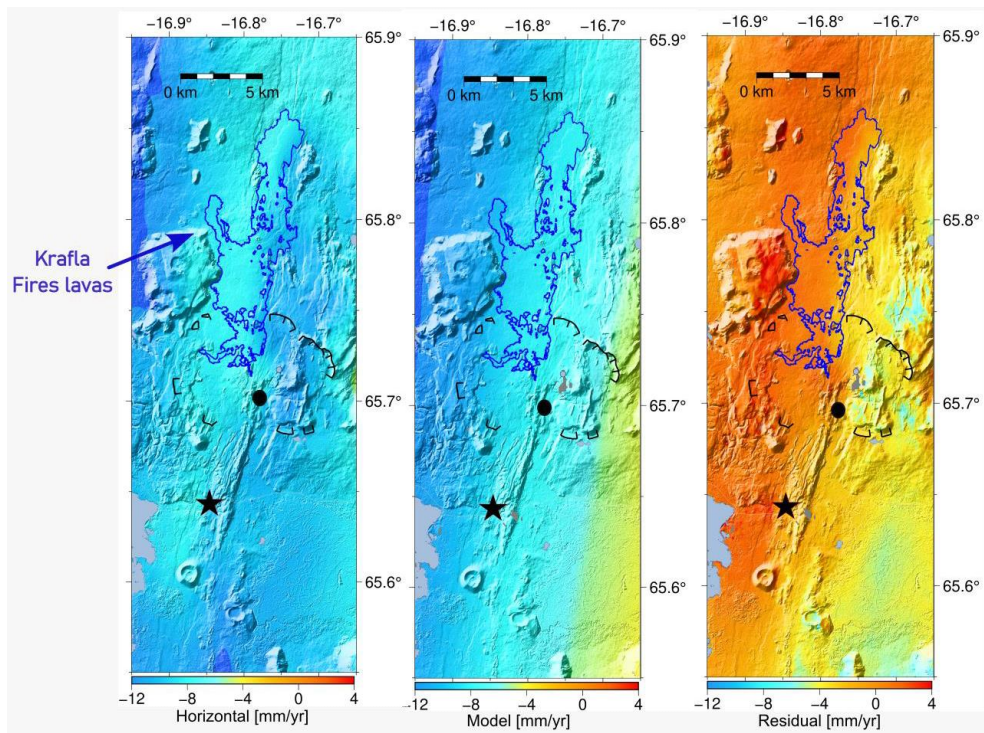 -16.9° -16.8° -16.7° -16.9° -16.8° -16.7° -16.9° -16.8° -16.7°
65.9° 65.9° 65.9°
0 km 5 km 0 km 5 km 0 km 5 km
65.8° 65.8° 65.8°
Krafla
Fires lavas
65.7° 65.7° 65.7°
65.6° 65.6° 65.6°
-12 -8 -4 0 4 -12 -8 -4 0 4 -12 -8 -4 0 4
Horizontal [mm/yr] Model [mm/yr] Residual [mm/yr]